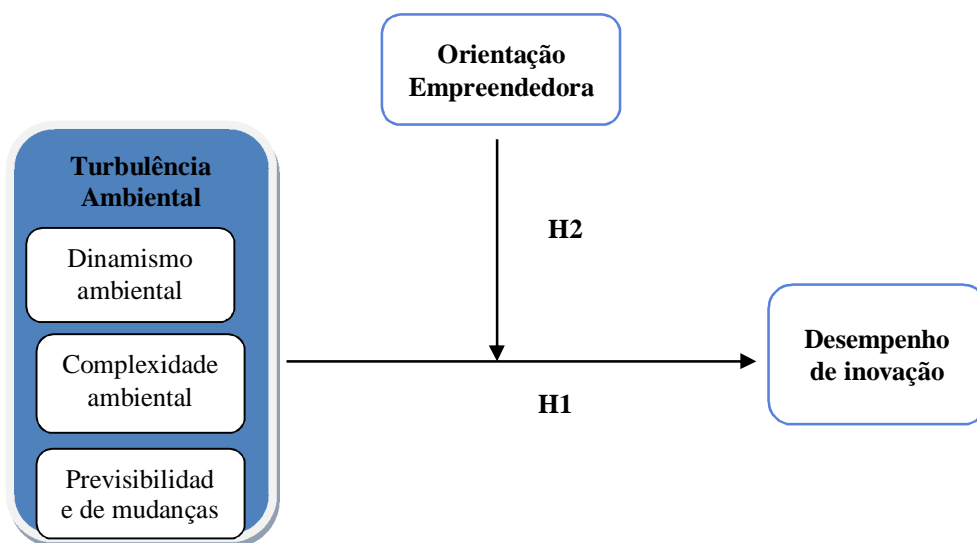 Orientação
Empreendedora
Turbulência
Ambiental
Dinamismo
ambiental
H2
Complexidade
ambiental
Desempenho
de inovação
H1
Previsibilidad
e de mudanças